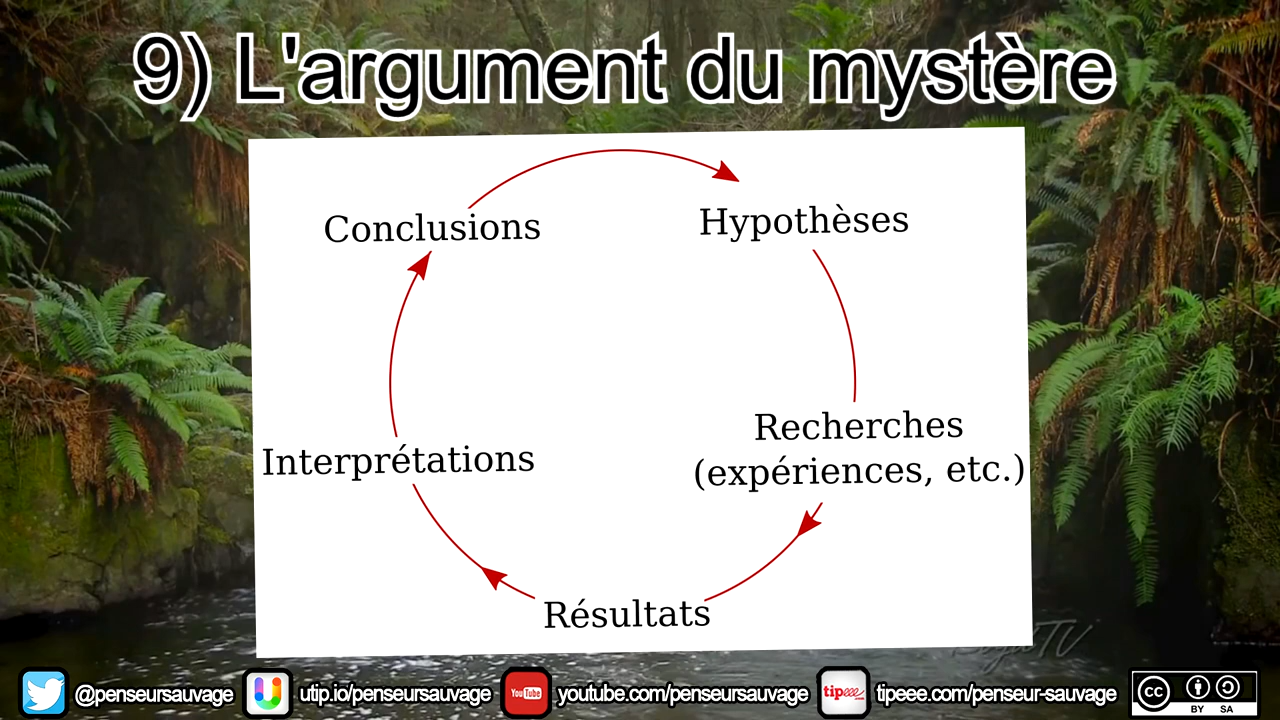 9) L'argument du mystère
Conclusions
Hypothèses
Recherches
(expériences, etc.)
Interprétations
Résultats
@penseursauvage
utip.io/penseursauvage
YouTube
youtube.com/penseursauvage
tipeee
tipeee.com/penseur-sauvage
cc
BY SA